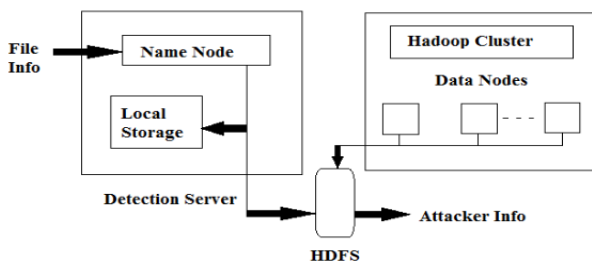 File
Info
Name Node
Local
Storage
Detection Server
Hadoop Cluster
Data Nodes
Attacker Info
HDFS